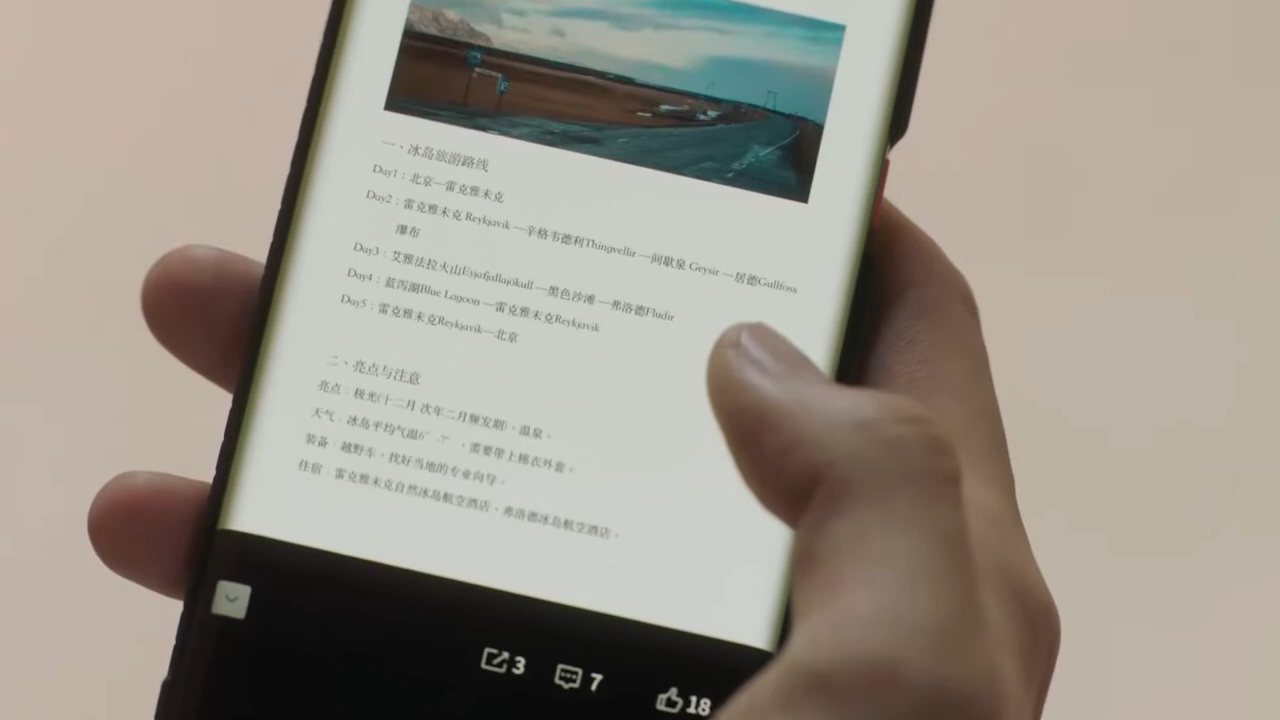 一、冰岛旅游路线
Day1：北京—雷克雅未克
Day2：雷克雅未克 Reykjavik —辛格韦德利Thingvellir —间歇泉 Geysir —居德Gullfoss
瀑布
Day3：艾雅法拉火山Eyjafjallajökull —黑色沙滩 —弗洛德Fludir
Day4：蓝泻湖Blue Lagoon —雷克雅未克Reykjavik
Day5：雷克雅未克Reykjavik—北京
二、亮点与注意
亮点：极光(十二月-次年二月频发期)。温泉。
天气：冰岛平均气温6° ，需要带上棉衣外套。
装备：越野车，找好当地的专业向导。
住宿：雷克雅未克自然冰岛航空酒店、弗洛德冰岛航空酒店。
3 7 18